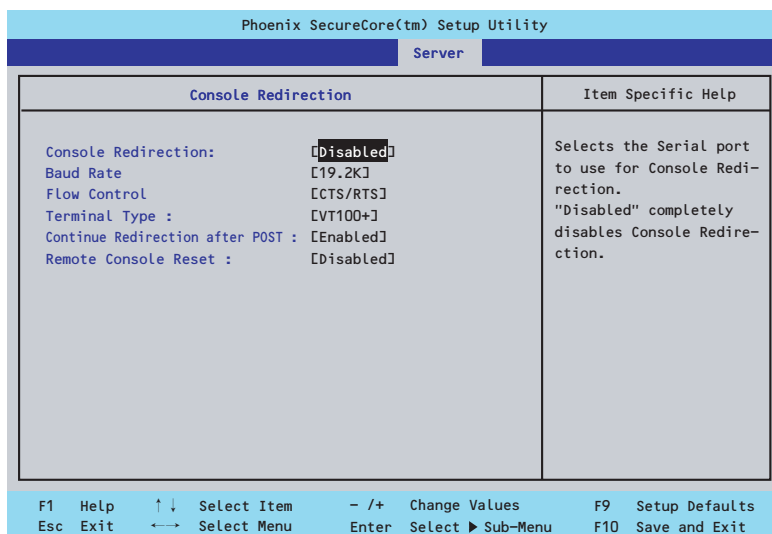 Phoenix SecureCore(tm) Setup Utility
Server
Console Redirection
Item Specific Help
Console Redirection: [Disabled]
Baud Rate [19.2K]
Flow Control [CTS/RTS]
Terminal Type : [VT100+]
Continue Redirection after POST : [Enabled]
Remote Console Reset : [Disabled]
Selects the Serial port
to use for Console Redi-
rection.
"Disabled" completely
disables Console Redire-
ction.
F1 Help ↑↓ Select Item - /+ Change Values F9 Setup Defaults
Esc Exit ←→ Select Menu Enter Select ▶ Sub-Menu F10 Save and Exit